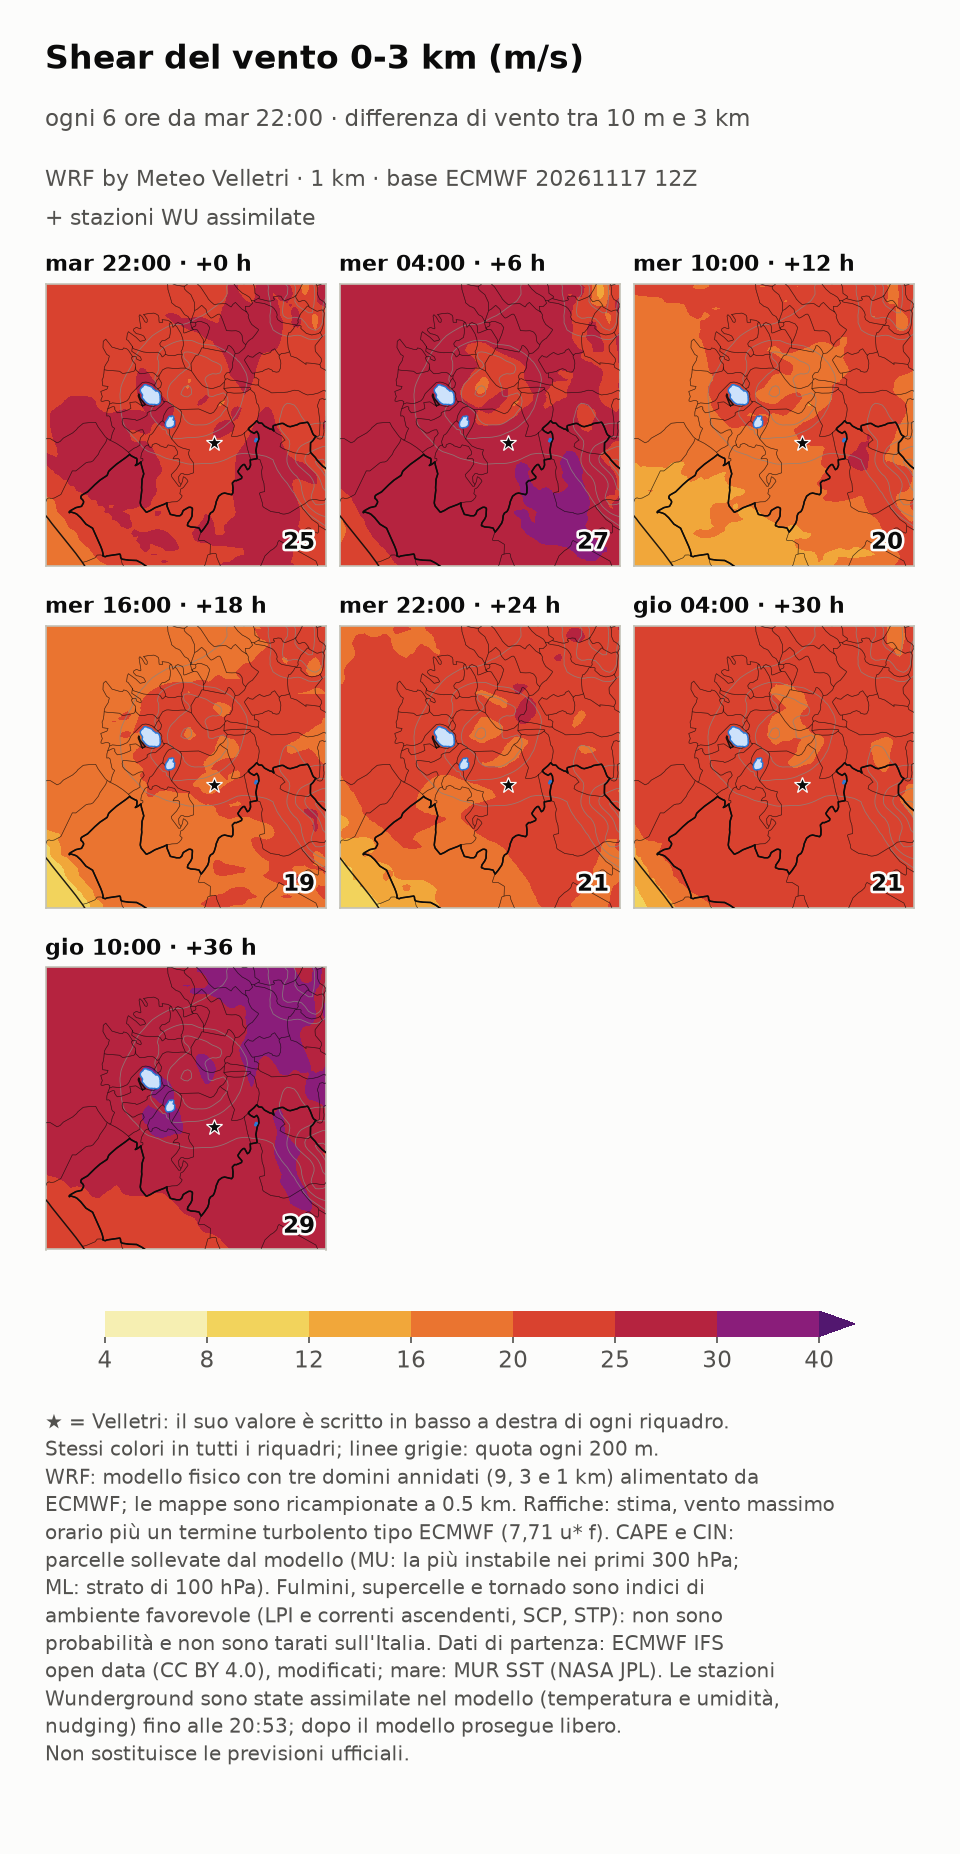 Shear del vento 0-3 km (m/s)
ogni 6 ore da mar 22:00 · differenza di vento tra 10 m e 3 km
WRF by Meteo Velletri · 1 km · base ECMWF 20261117 12Z
+ stazioni WU assimilate
mar 22:00 · +0 h
mer 04:00 · +6 h
mer 10:00 · +12 h
25
27
20
mer 16:00 · +18 h
mer 22:00 · +24 h
gio 04:00 · +30 h
19
21
21
gio 10:00 · +36 h
29
4 8 12 16 20 25 30 40
★ = Velletri: il suo valore è scritto in basso a destra di ogni riquadro.
Stessi colori in tutti i riquadri; linee grigie: quota ogni 200 m.
WRF: modello fisico con tre domini annidati (9, 3 e 1 km) alimentato da
ECMWF; le mappe sono ricampionate a 0.5 km. Raffiche: stima, vento massimo
orario più un termine turbolento tipo ECMWF (7,71 u* f). CAPE e CIN:
parcelle sollevate dal modello (MU: la più instabile nei primi 300 hPa;
ML: strato di 100 hPa). Fulmini, supercelle e tornado sono indici di
ambiente favorevole (LPI e correnti ascendenti, SCP, STP): non sono
probabilità e non sono tarati sull'Italia. Dati di partenza: ECMWF IFS
open data (CC BY 4.0), modificati; mare: MUR SST (NASA JPL). Le stazioni
Wunderground sono state assimilate nel modello (temperatura e umidità,
nudging) fino alle 20:53; dopo il modello prosegue libero.
Non sostituisce le previsioni ufficiali.